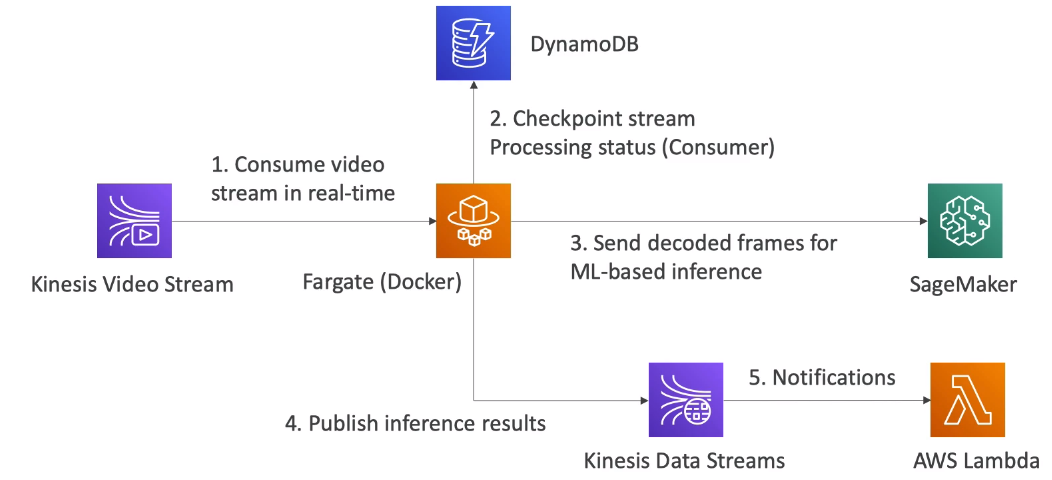 DynamoDB
2. Checkpoint stream
Processing status (Consumer)
1. Consume video
stream in real-time
Kinesis Video Stream
Fargate (Docker)
3. Send decoded frames for
ML-based inference
SageMaker
4. Publish inference results
5. Notifications
Kinesis Data Streams
AWS Lambda